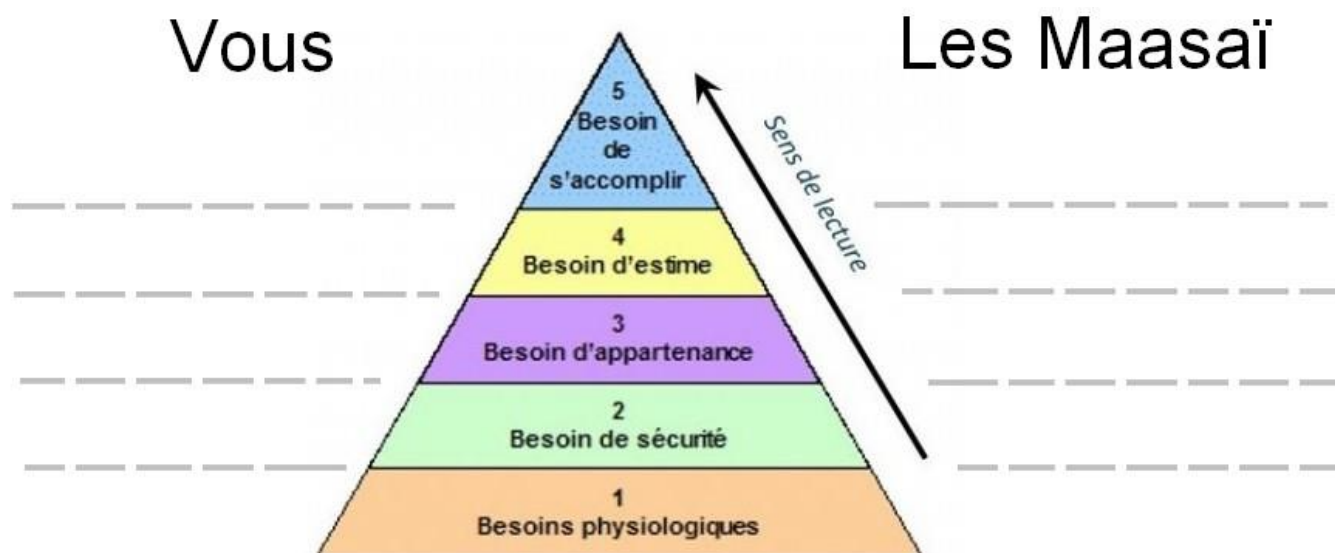 Vous
Les Maasaï
5
Besoin
de
s'accomplir
Sens de lecture
4
Besoin d'estime
3
Besoin d'appartenance
2
Besoin de sécurité
1
Besoins physiologiques